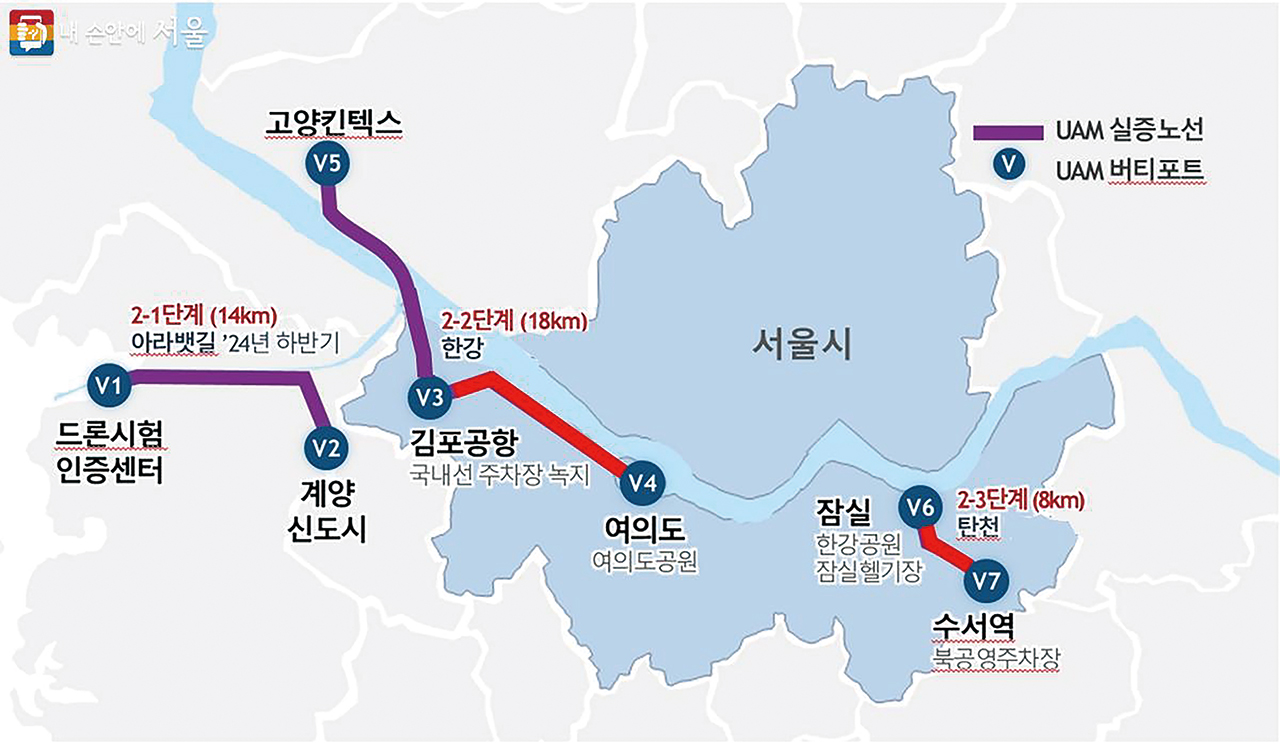 내 손안에 서울
고양킨텍스
V5
UAM 실증노선
V
UAM 버티포트
2-1단계 (14km)
아라뱃길 ’24년 하반기
2-2단계 (18km)
한강
서울시
V1
드론시험
인증센터
V2
계양
신도시
V3
김포공항
국내선 주차장 녹지
V4
여의도
여의도공원
잠실
한강공원
잠실헬기장
V6
2-3단계 (8km)
탄천
V7
수서역
북공영주차장